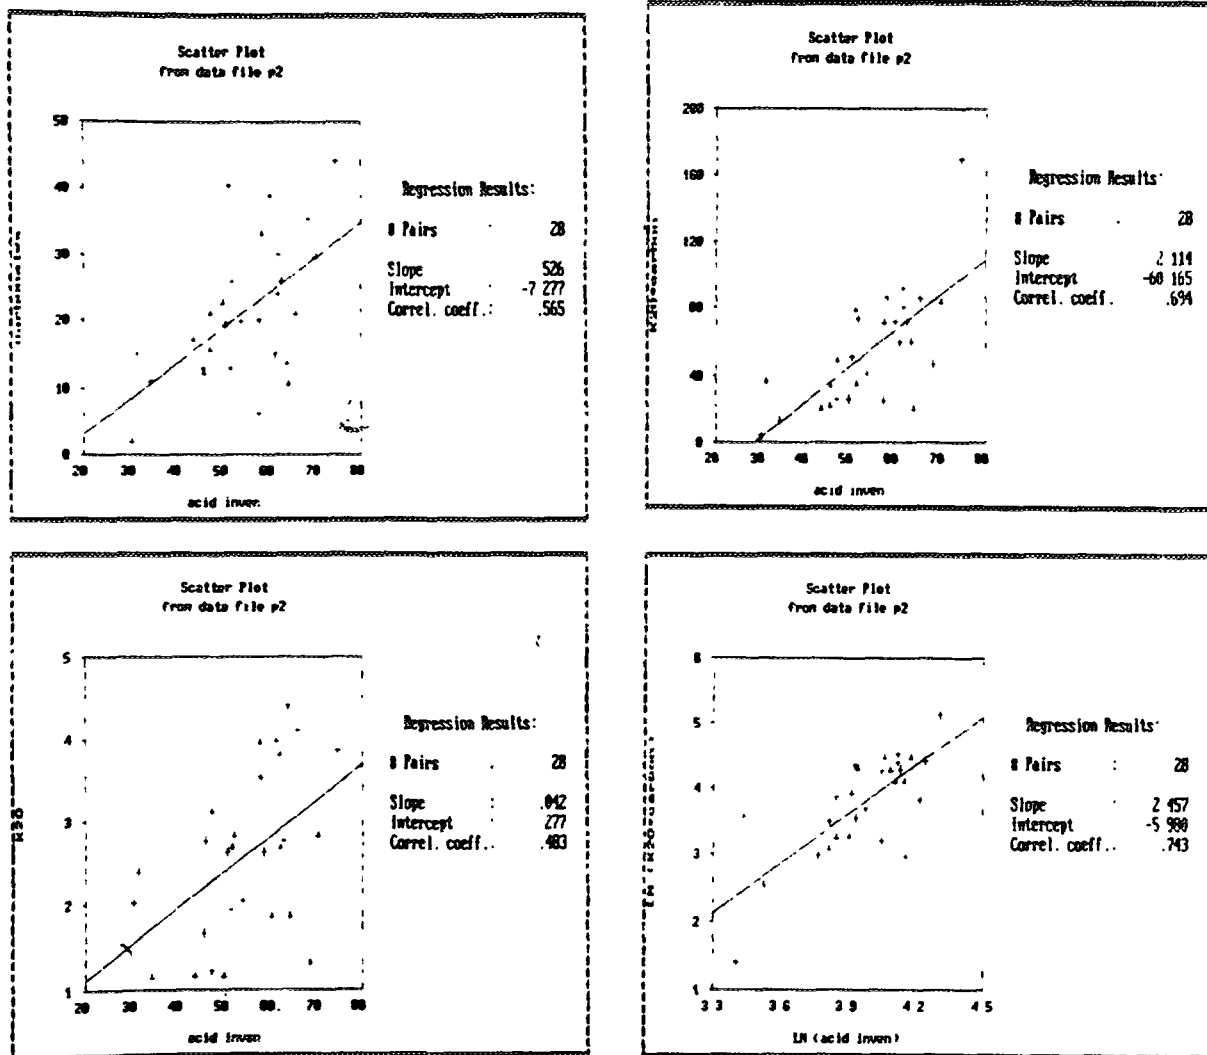 Scatter Plot
from data file p2
50
40
30
20
10
0
20 30 40 50 60 70 80
acid inven.
Regression Results:
# Pairs : 28
Slope 526
Intercept -7 277
Correl. coeff.: .565
Scatter Plot
from data file p2
200
160
120
80
40
0
20 30 40 50 60 70 80
acid inven
Regression Results:
# Pairs . 28
Slope 2 114
Intercept -60 165
Correl. coeff. .694
Scatter Plot
from data file p2
5
4
3
2
1
20 30 40 50 60. 70 80
acid inven
Regression Results:
# Pairs . 28
Slope : .042
Intercept . 277
Correl. coeff.. .483
Scatter Plot
from data file p2
6
5
4
3
2
1
3 3 3 6 3 9 4 2 4 5
LN (acid inven)
Regression Results:
# Pairs : 28
Slope 2 457
Intercept -5 980
Correl. coeff.. .743